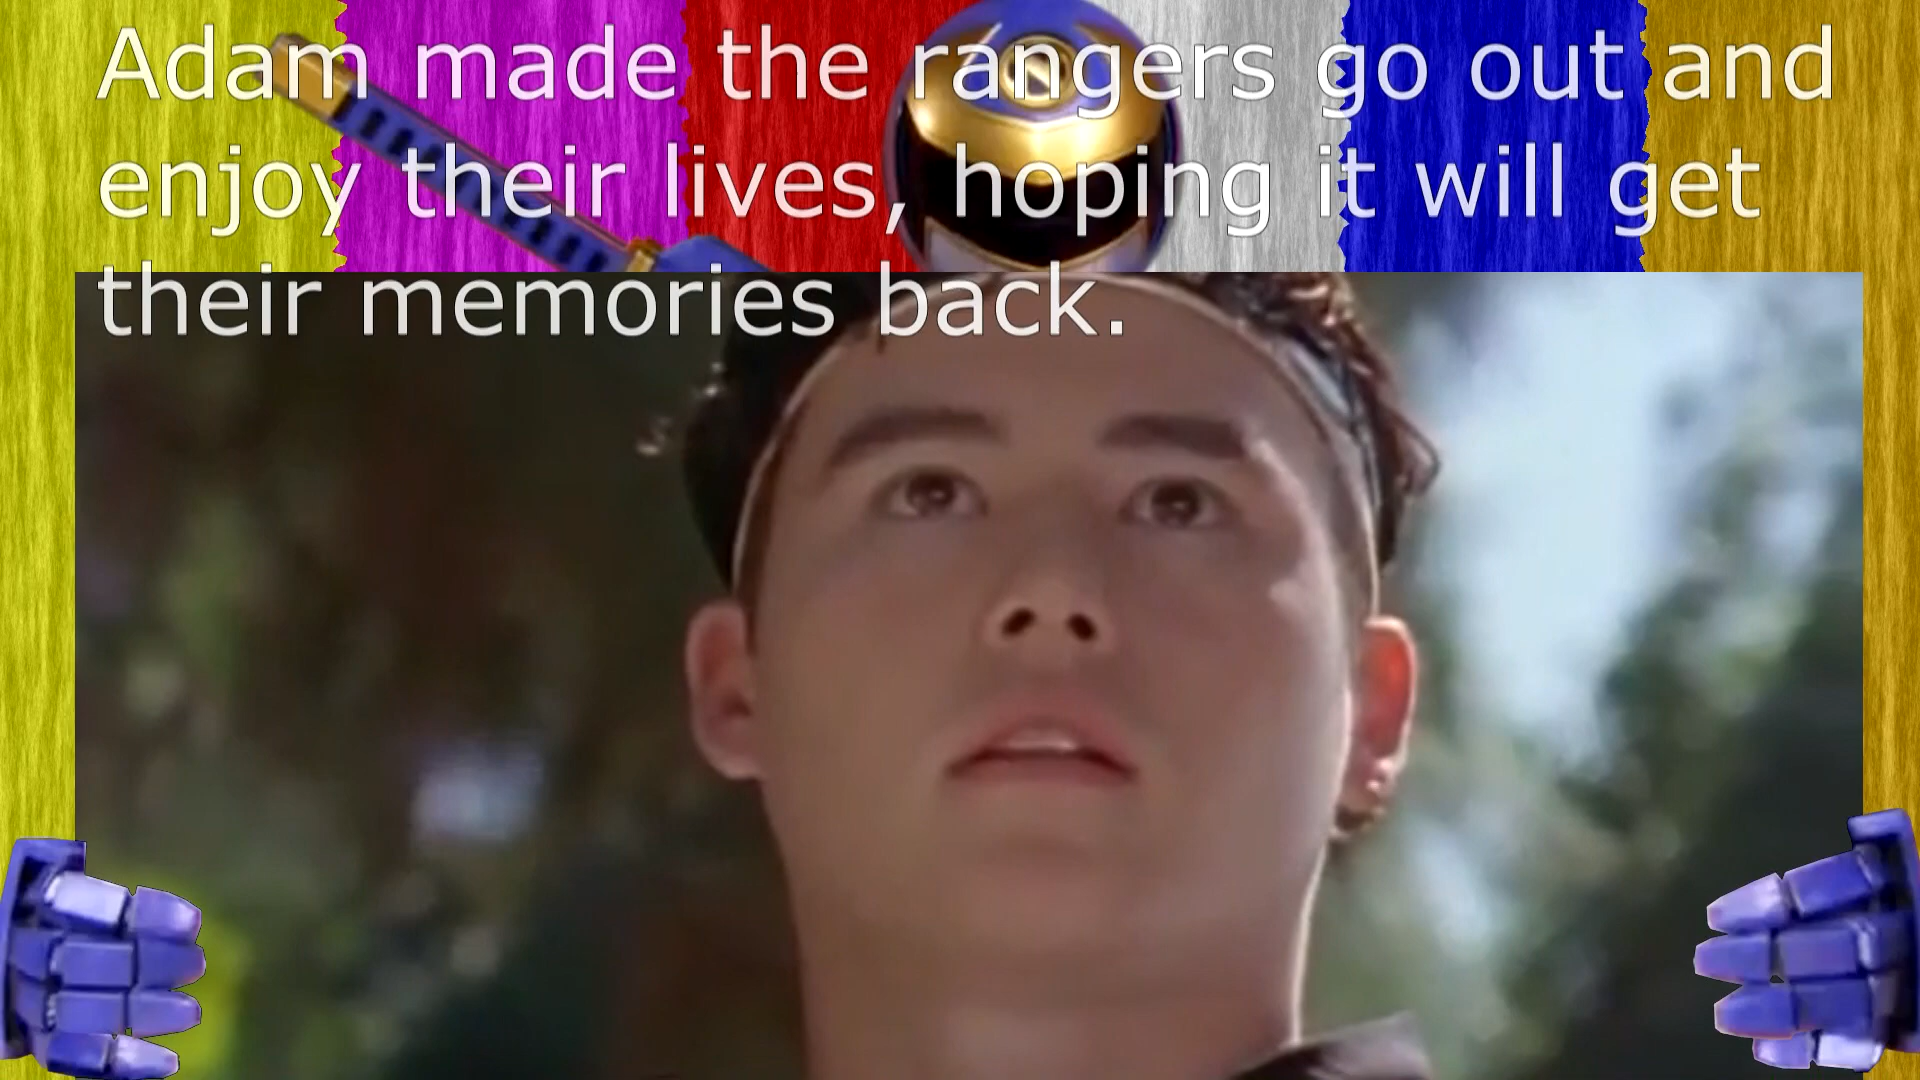 Adam made the rangers go out and
enjoy their lives, hoping it will get
their memories back.